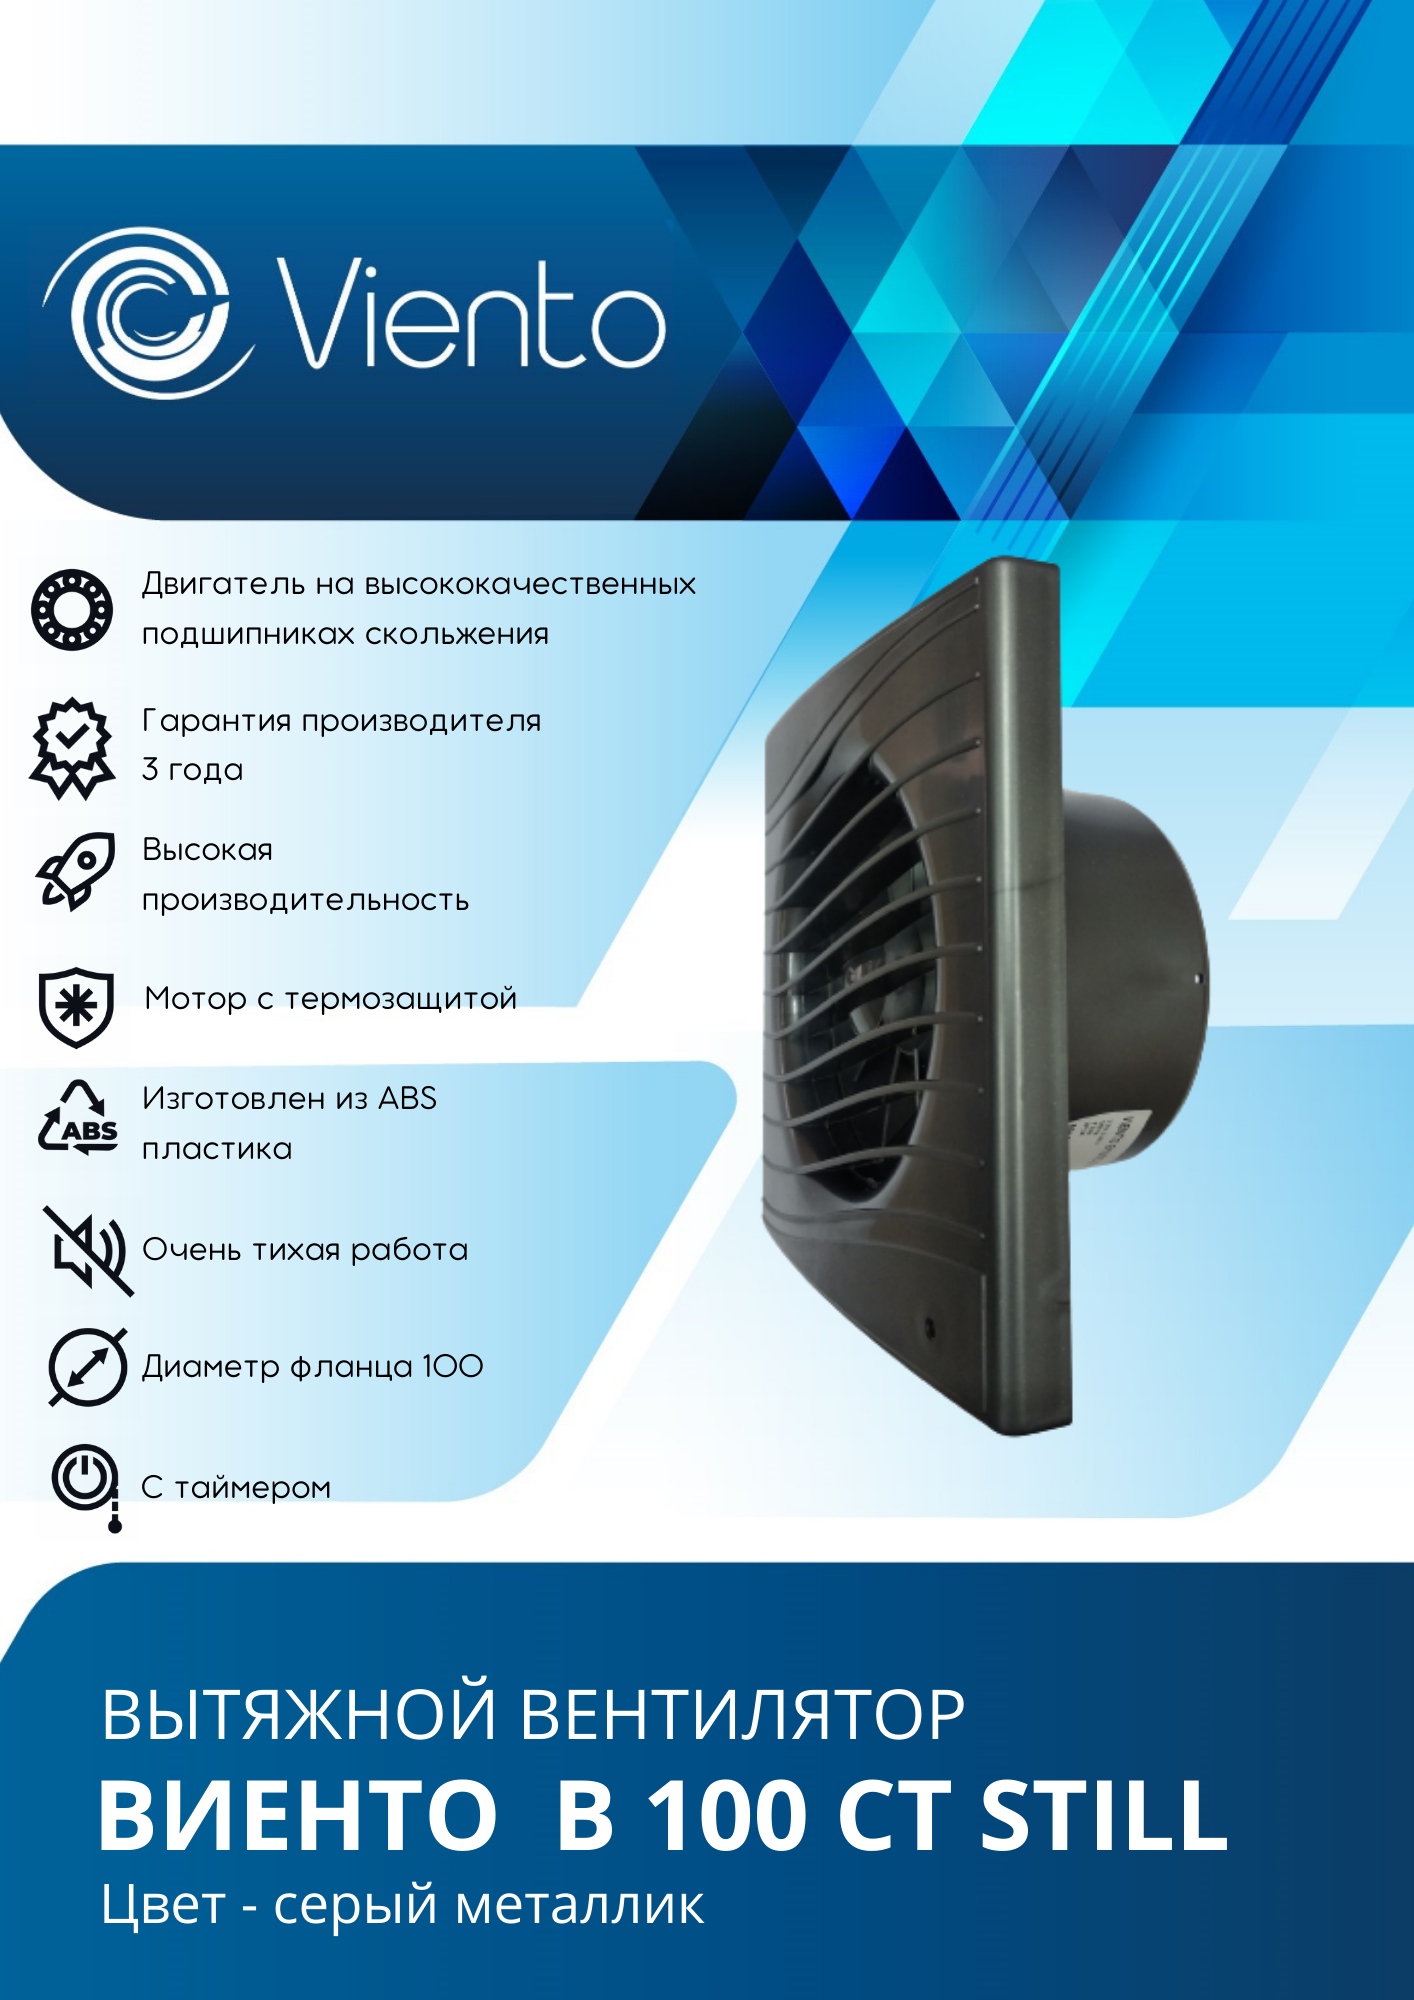 Viento
Двигатель на высококачественных
подшипниках скольжения
Гарантия производителя
3 года
Высокая
производительность
Мотор с термозащитой
Изготовлен из ABS
пластика
ABS
Очень тихая работа
Диаметр фланца 100
С таймером
ВЫТЯЖНОЙ ВЕНТИЛЯТОР
ВИЕНТО В 100 СТ STILL
Цвет - серый металлик